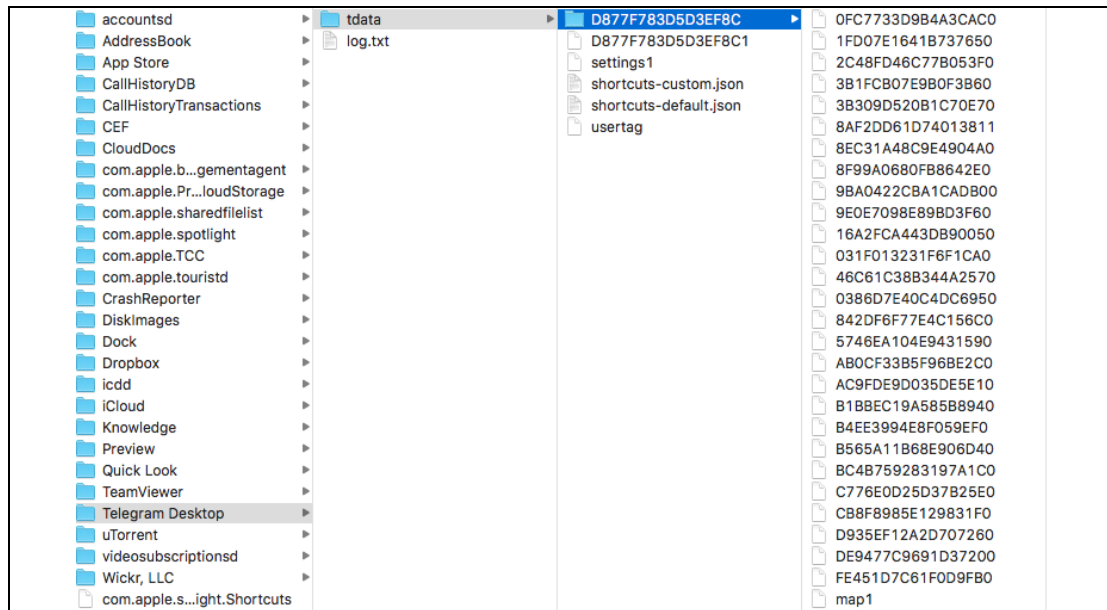 accountsd
AddressBook
App Store
CallHistoryDB
CallHistoryTransactions
CEF
CloudDocs
com.apple.b...gementagent
com.apple.Pr...loudStorage
com.apple.sharedfilelist
com.apple.spotlight
com.apple.TCC
com.apple.touristd
CrashReporter
DiskImages
Dock
Dropbox
icdd
iCloud
Knowledge
Preview
Quick Look
TeamViewer
Telegram Desktop
uTorrent
videosubscriptionsd
Wickr, LLC
com.apple.s...ight.Shortcuts
tdata
log.txt
D877F783D5D3EF8C
D877F783D5D3EF8C1
settings1
shortcuts-custom.json
shortcuts-default.json
usertag
0FC7733D9B4A3CAC0
1FD07E1641B737650
2C48FD46C77B053F0
3B1FCB07E9B0F3B60
3B309D520B1C70E70
8AF2DD61D74013811
8EC31A48C9E4904A0
8F99A0680FB8642E0
9BA0422CBA1CADB00
9E0E7098E89BD3F60
16A2FCA443DB90050
031F013231F6F1CA0
46C61C38B344A2570
0386D7E40C4DC6950
842DF6F77E4C156C0
5746EA104E9431590
AB0CF33B5F96BE2C0
AC9FDE9D035DE5E10
B1BBEC19A585B8940
B4EE3994E8F059EF0
B565A11B68E906D40
BC4B759283197A1C0
C776E0D25D37B25E0
CB8F8985E129831F0
D935EF12A2D707260
DE9477C9691D37200
FE451D7C61F0D9FB0
map1